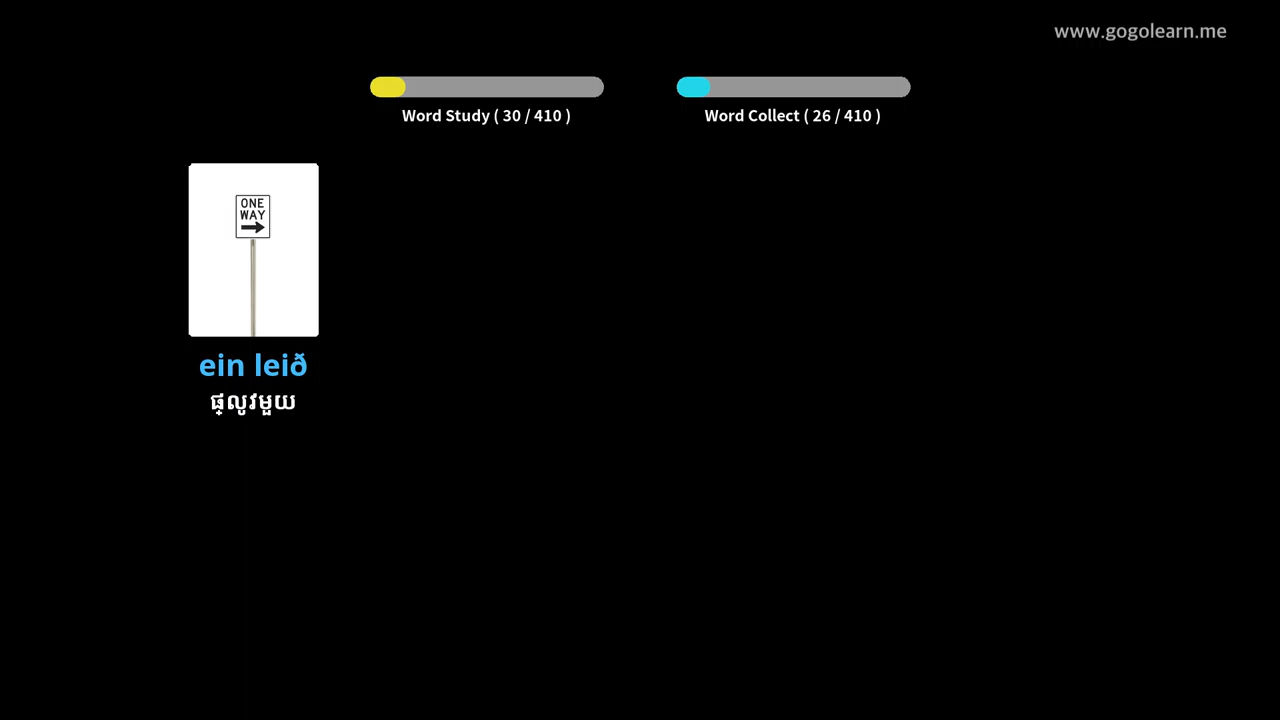 www.gogolearn.me
Word Study ( 30 / 410 )
Word Collect ( 26 / 410 )
ONE
WAY
ein leið
ផ្លូវមួយ